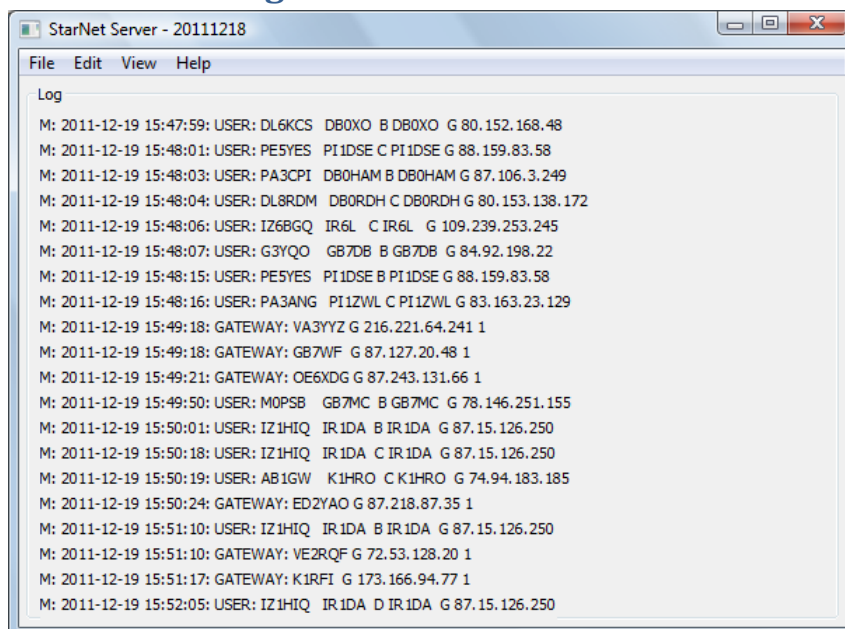 StarNet Server - 20111218
File Edit View Help
Log
M: 2011-12-19 15:47:59: USER: DL6KCS DB0XO B DB0XO G 80.152.168.48
M: 2011-12-19 15:48:01: USER: PE5YES PI1DSE C PI1DSE G 88.159.83.58
M: 2011-12-19 15:48:03: USER: PA3CPI DB0HAM B DB0HAM G 87.106.3.249
M: 2011-12-19 15:48:04: USER: DL8RDM DB0RDH C DB0RDH G 80.153.138.172
M: 2011-12-19 15:48:06: USER: IZ6BGQ IR6L C IR6L G 109.239.253.245
M: 2011-12-19 15:48:07: USER: G3YQO GB7DB B GB7DB G 84.92.198.22
M: 2011-12-19 15:48:15: USER: PE5YES PI1DSE B PI1DSE G 88.159.83.58
M: 2011-12-19 15:48:16: USER: PA3ANG PI1ZWL C PI1ZWL G 83.163.23.129
M: 2011-12-19 15:49:18: GATEWAY: VA3YYZ G 216.221.64.241 1
M: 2011-12-19 15:49:18: GATEWAY: GB7WF G 87.127.20.48 1
M: 2011-12-19 15:49:21: GATEWAY: OE6XDG G 87.243.131.66 1
M: 2011-12-19 15:49:50: USER: M0PSB GB7MC B GB7MC G 78.146.251.155
M: 2011-12-19 15:50:01: USER: IZ1HIQ IR1DA B IR1DA G 87.15.126.250
M: 2011-12-19 15:50:18: USER: IZ1HIQ IR1DA C IR1DA G 87.15.126.250
M: 2011-12-19 15:50:19: USER: AB1GW K1HRO C K1HRO G 74.94.183.185
M: 2011-12-19 15:50:24: GATEWAY: ED2YAO G 87.218.87.35 1
M: 2011-12-19 15:51:10: USER: IZ1HIQ IR1DA B IR1DA G 87.15.126.250
M: 2011-12-19 15:51:10: GATEWAY: VE2RQF G 72.53.128.20 1
M: 2011-12-19 15:51:17: GATEWAY: K1RFI G 173.166.94.77 1
M: 2011-12-19 15:52:05: USER: IZ1HIQ IR1DA D IR1DA G 87.15.126.250